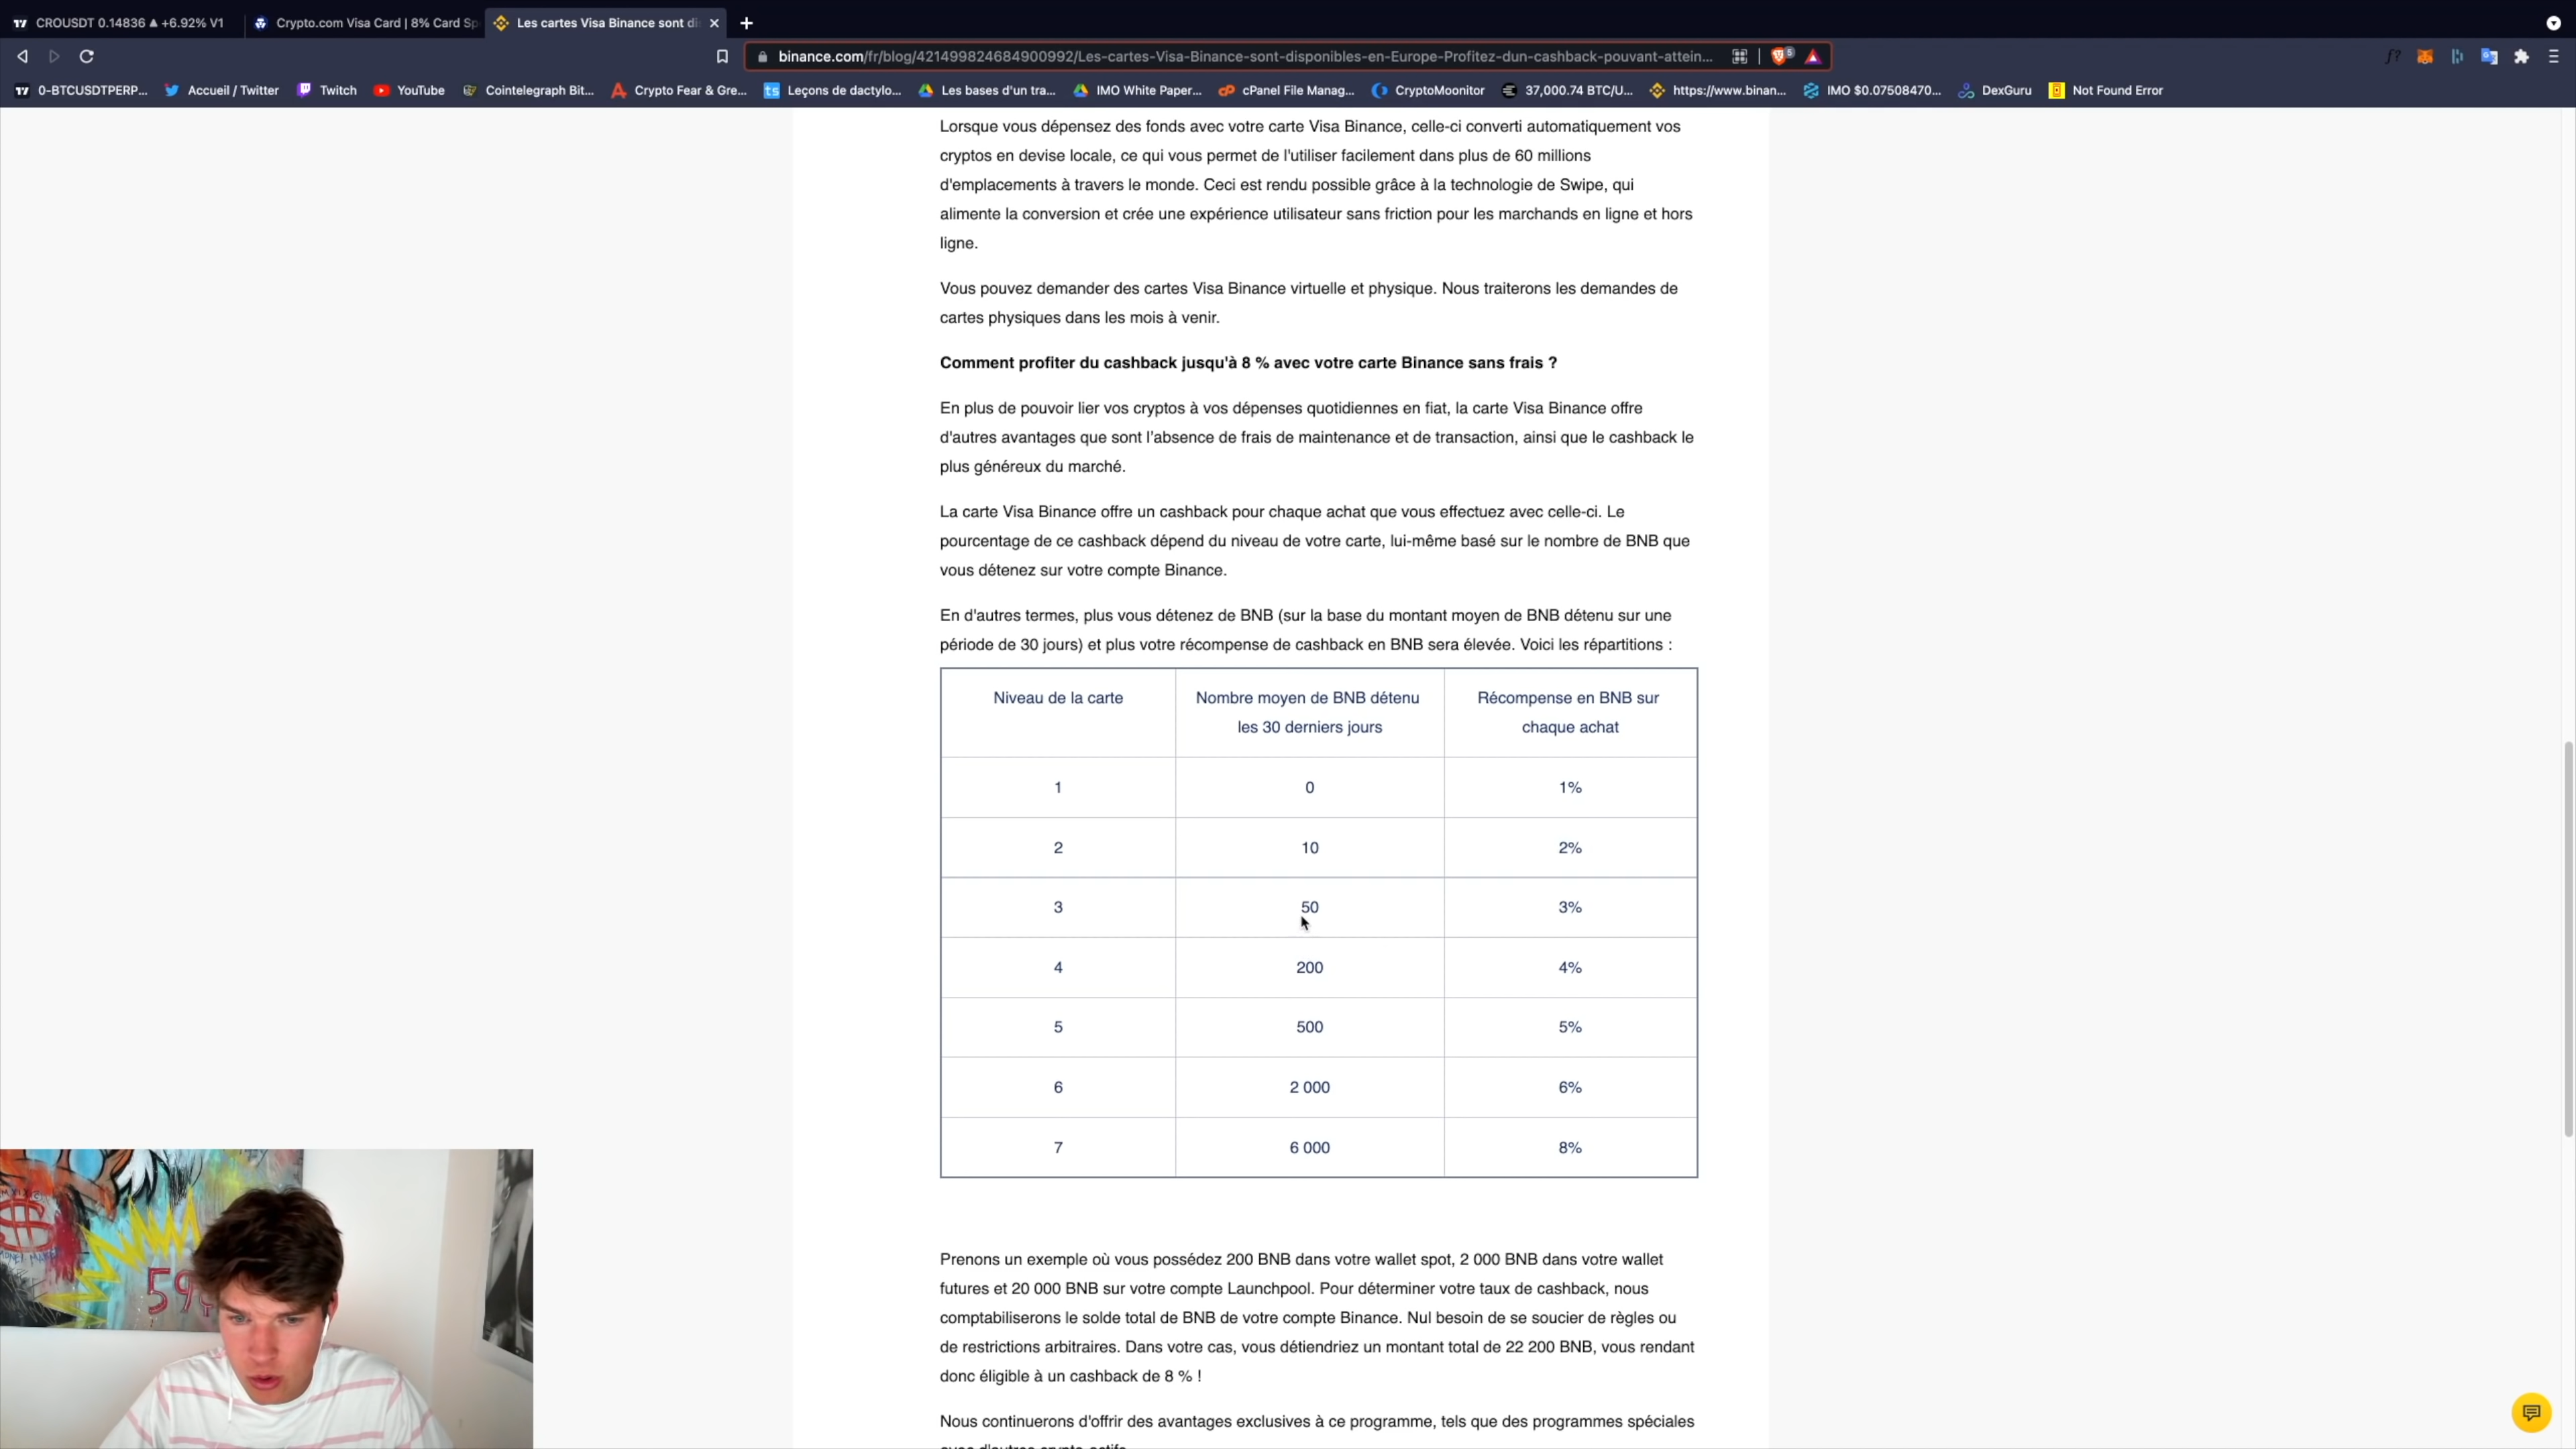 CROUSDT 0.14836 ▲ +6.92% V1
Crypto.com Visa Card | 8% Card Sp
Les cartes Visa Binance sont di
binance.com/fr/blog/421499824684900992/Les-cartes-Visa-Binance-sont-disponibles-en-Europe-Profitez-dun-cashback-pouvant-attein...
5
f?
0-BTCUSDTPERP...
Accueil / Twitter
Twitch
YouTube
Cointelegraph Bit...
Crypto Fear & Gre...
ts
Leçons de dactylo...
Les bases d'un tra...
IMO White Paper...
cPanel File Manag...
CryptoMoonitor
37,000.74 BTC/U...
https://www.binan...
IMO $0.07508470...
DexGuru
Not Found Error
Lorsque vous dépensez des fonds avec votre carte Visa Binance, celle-ci converti automatiquement vos
cryptos en devise locale, ce qui vous permet de l'utiliser facilement dans plus de 60 millions
d'emplacements à travers le monde. Ceci est rendu possible grâce à la technologie de Swipe, qui
alimente la conversion et crée une expérience utilisateur sans friction pour les marchands en ligne et hors
ligne.
Vous pouvez demander des cartes Visa Binance virtuelle et physique. Nous traiterons les demandes de
cartes physiques dans les mois à venir.
Comment profiter du cashback jusqu'à 8 % avec votre carte Binance sans frais ?
En plus de pouvoir lier vos cryptos à vos dépenses quotidiennes en fiat, la carte Visa Binance offre
d'autres avantages que sont l'absence de frais de maintenance et de transaction, ainsi que le cashback le
plus généreux du marché.
La carte Visa Binance offre un cashback pour chaque achat que vous effectuez avec celle-ci. Le
pourcentage de ce cashback dépend du niveau de votre carte, lui-même basé sur le nombre de BNB que
vous détenez sur votre compte Binance.
En d'autres termes, plus vous détenez de BNB (sur la base du montant moyen de BNB détenu sur une
période de 30 jours) et plus votre récompense de cashback en BNB sera élevée. Voici les répartitions :
Niveau de la carte
Nombre moyen de BNB détenu
les 30 derniers jours
Récompense en BNB sur
chaque achat
1 0 1%
2 10 2%
3 50 3%
4 200 4%
5 500 5%
6 2 000 6%
7 6 000 8%
Prenons un exemple où vous possédez 200 BNB dans votre wallet spot, 2 000 BNB dans votre wallet
futures et 20 000 BNB sur votre compte Launchpool. Pour déterminer votre taux de cashback, nous
comptabiliserons le solde total de BNB de votre compte Binance. Nul besoin de se soucier de règles ou
de restrictions arbitraires. Dans votre cas, vous détiendriez un montant total de 22 200 BNB, vous rendant
donc éligible à un cashback de 8 % !
Nous continuerons d'offrir des avantages exclusives à ce programme, tels que des programmes spéciales